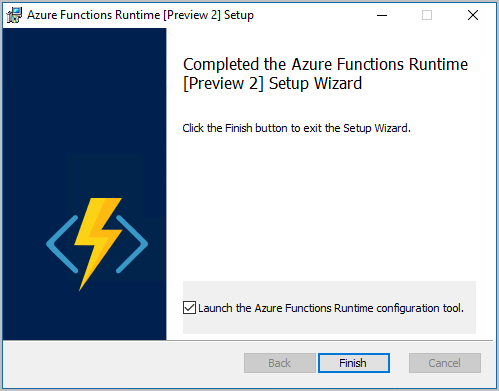 Azure Functions Runtime [Preview 2] Setup
Completed the Azure Functions Runtime
[Preview 2] Setup Wizard
Click the Finish button to exit the Setup Wizard.
Launch the Azure Functions Runtime configuration tool.
Back
Finish
Cancel